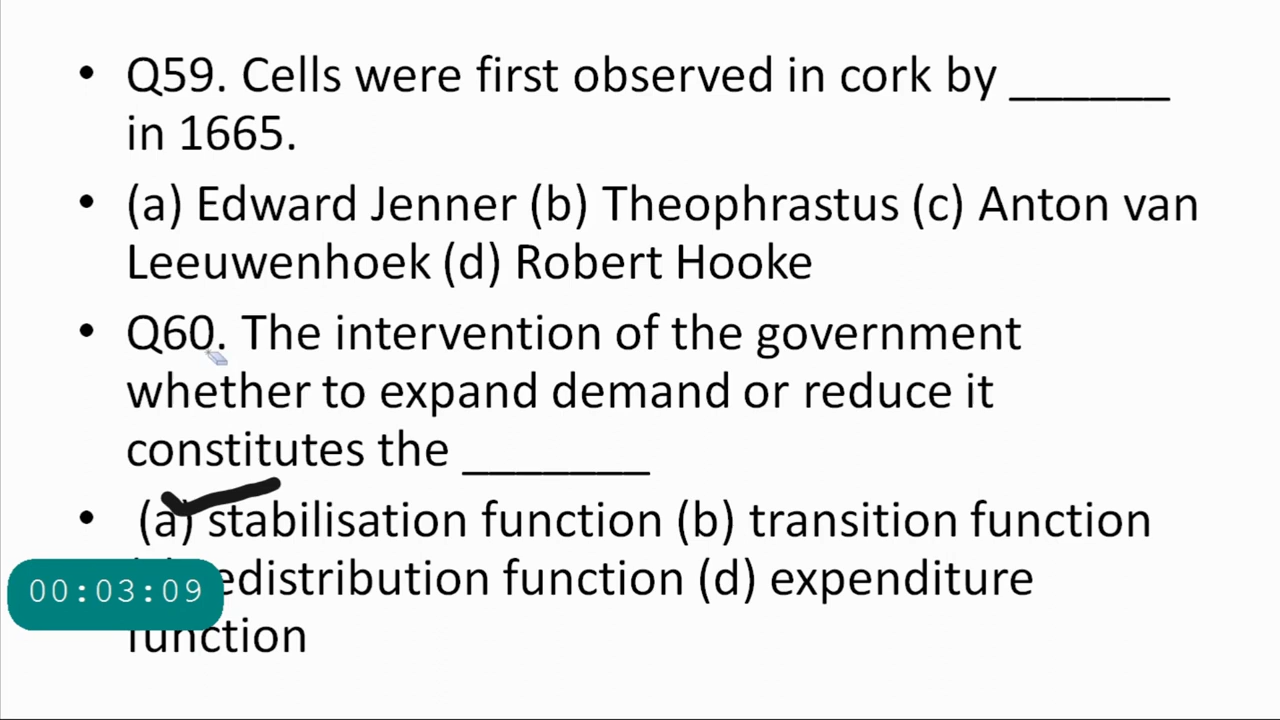 • Q59. Cells were first observed in cork by ______
in 1665.
• (a) Edward Jenner (b) Theophrastus (c) Anton van
Leeuwenhoek (d) Robert Hooke
• Q60. The intervention of the government
whether to expand demand or reduce it
constitutes the _______
• (a) stabilisation function (b) transition function
edistribution function (d) expenditure
function
00:03:09